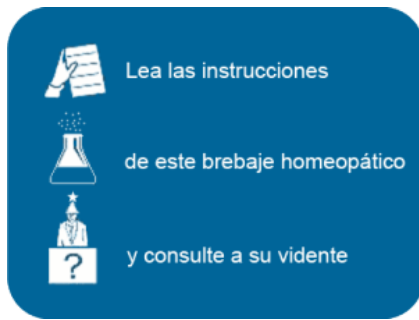 Lea las instrucciones
de este brebaje homeopático
?
y consulte a su vidente